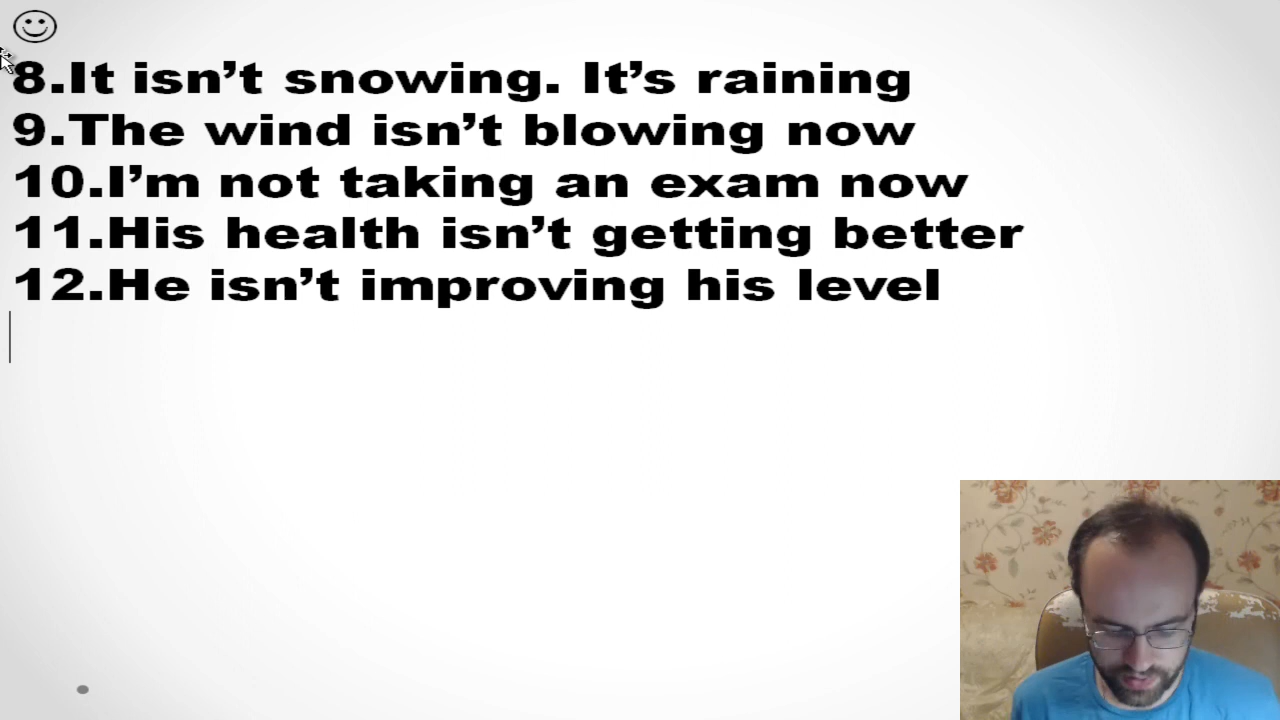 8.It isn’t snowing. It’s raining
9.The wind isn’t blowing now
10.I’m not taking an exam now
11.His health isn’t getting better
12.He isn’t improving his level